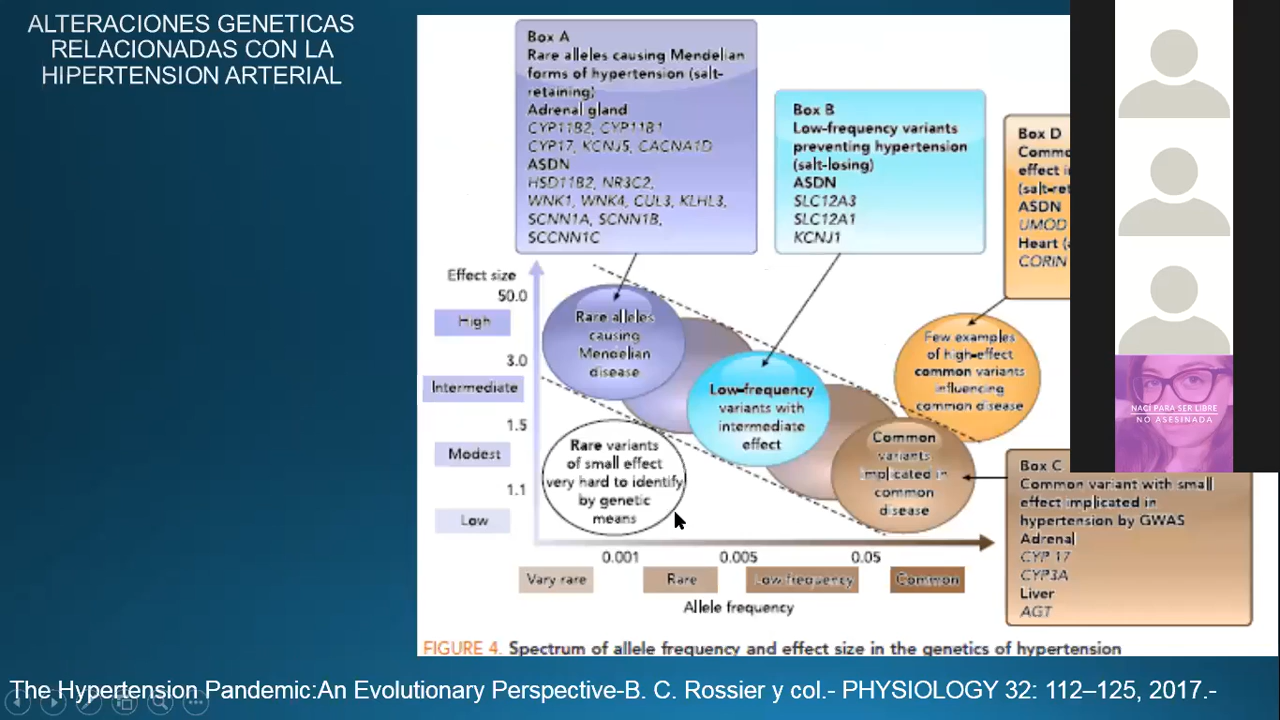 ALTERACIONES GENETICAS
RELACIONADAS CON LA
HIPERTENSION ARTERIAL
Box A
Rare alleles causing Mendelian
forms of hypertension (salt-
retaining)
Adrenal gland
CYP11B2, CYP11B1
CYP17, KCNJ5, CACNA1D
ASDN
HSD11B2, NR3C2,
WNK1, WNK4, CUL3, KLHL3,
SCNN1A, SCNN1B,
SCCNN1C
Box B
Low-frequency variants
preventing hypertension
(salt-losing)
ASDN
SLC12A3
SLC12A1
KCNJ1
Box D
Commo
effect i
(salt-ret
ASDN
UMOD
Heart (
CORIN
Effect size
50.0
High
3.0
Intermediate
1.5
Modest
1.1
Low
Rare alleles
causing
Mendelian
disease
Low-frequency
variants with
intermediate
effect
Few examples
of high-effect
common variants
influencing
common disease
Rare variants
of small effect
very hard to identify
by genetic
means
Common
variants
implicated in
common
disease
NACÍ PARA SER LIBRE
NO ASESINADA
Box C
Common variant with small
effect implicated in
hypertension by GWAS
Adrenal
CYP 17
CYP3A
Liver
AGT
0.001 0.005 0.05
Vary rare Rare Low frequency Common
Allele frequency
FIGURE 4. Spectrum of allele frequency and effect size in the genetics of hypertension
The Hypertension Pandemic:An Evolutionary Perspective-B. C. Rossier y col.- PHYSIOLOGY 32: 112–125, 2017.-